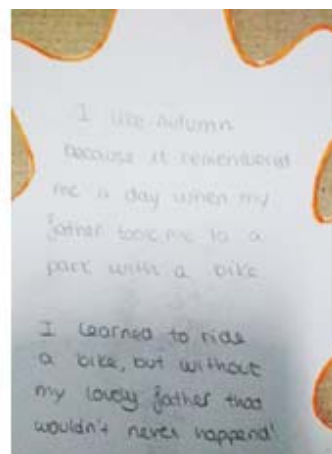 I like Autumn
because it remembered
me a day when my
father took me to a
park with a bike
I learned to ride
a bike, but without
my lovely father that
wouldn't never happend!